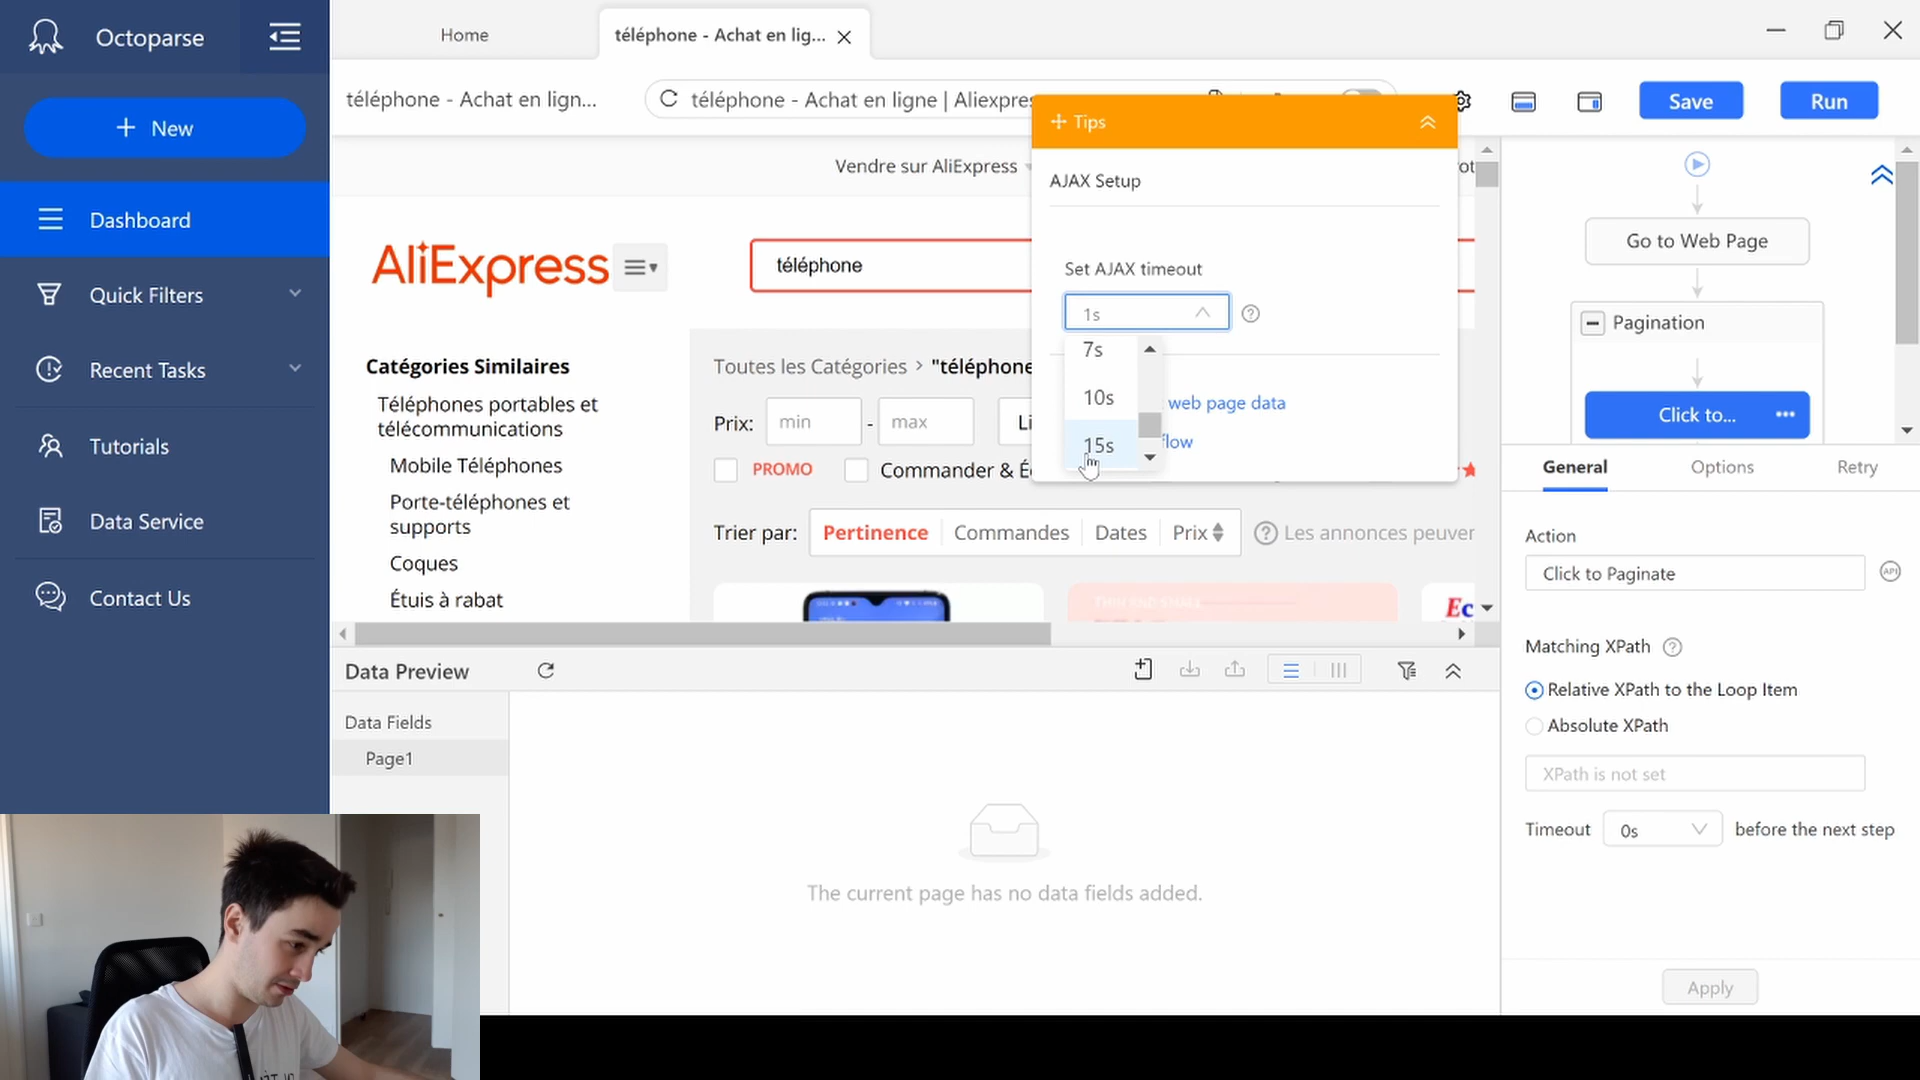 Octoparse
Home
téléphone - Achat en lig...
téléphone - Achat en lign...
téléphone - Achat en ligne | Aliexpres
Save
Run
New
Dashboard
Quick Filters
Recent Tasks
Tutorials
Data Service
Contact Us
Vendre sur AliExpress
AliExpress
téléphone
Catégories Similaires
Téléphones portables et
télécommunications
Mobile Téléphones
Porte-téléphones et
supports
Coques
Étuis à rabat
Toutes les Catégories > "téléphone
Prix: min - max Li
PROMO Commander & É
Trier par: Pertinence Commandes Dates Prix Les annonces peuver
Ec
Tips
AJAX Setup
Set AJAX timeout
1s
7s
10s
15s
web page data
flow
Go to Web Page
Pagination
Click to...
General Options Retry
Action
Click to Paginate
API
Matching XPath
Relative XPath to the Loop Item
Absolute XPath
XPath is not set
Timeout 0s before the next step
Apply
Data Preview
Data Fields
Page1
The current page has no data fields added.